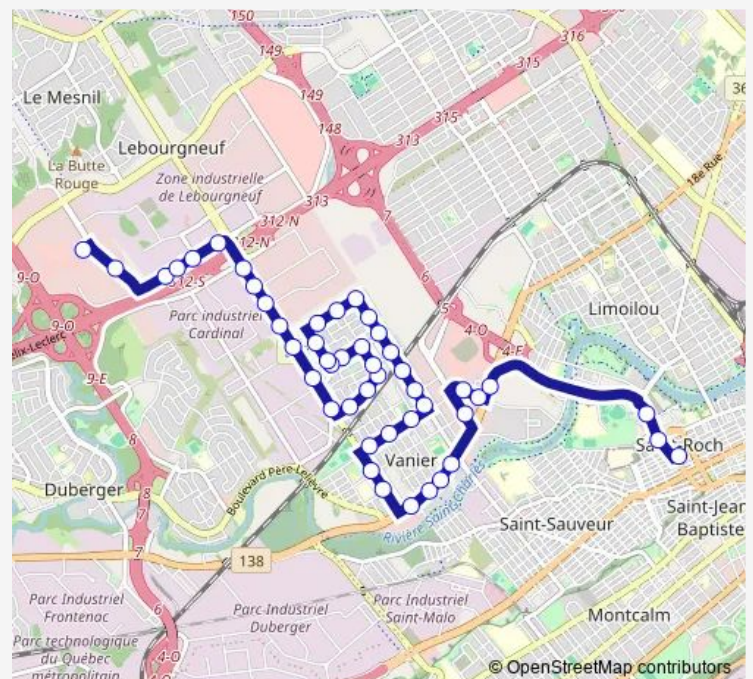 150
316
149
315
Le Mesnil
36
149
315
148
313
18e Rue
Lebourgneuf
La Butte
Rouge
Zone industrielle
de Lebourgneuf
313
7
312-N
12-N
9-O
6
312-S
Parc industriel
Cardinal
5
Limoilou
9-O
4-O
4-E
9-E
8
Vanier
Duberger
Boulevard Père-Lelièvre
8
7
Saint-Jean
Baptiste
Rivière Saint-Charles
Saint-Sauveur
7
138
Parc Industriel
Frontenac
Parc Industriel
Duberger
Parc Industriel
Saint-Malo
6
Montcalm
Parc technologique
du Québec
métropolitain
4-O
© OpenStreetMap contributors